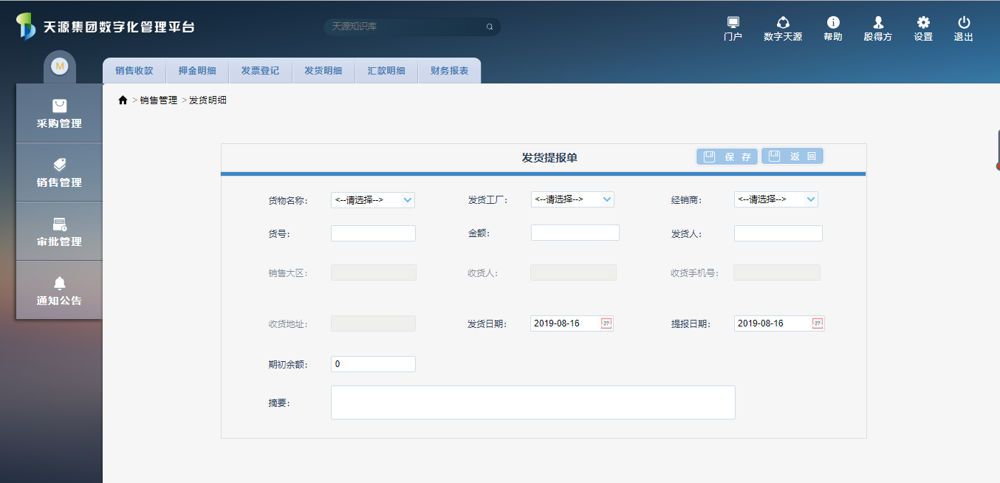 天源集团数字化管理平台
天源知识库
门户 数字天源 帮助 股得方 设置 退出
M
销售收款 押金明细 发票登记 发货明细 汇款明细 财务报表
>销售管理 >发货明细
采购管理
销售管理
审批管理
通知公告
发货提报单 保 存 返 回
货物名称: <--请选择--> 发货工厂: <--请选择--> 经销商: <--请选择-->
货号: 金额: 发货人:
销售大区: 收货人: 收货手机号:
收货地址: 发货日期: 2019-08-16 27 提报日期: 2019-08-16 27
期初余额: 0
摘要: